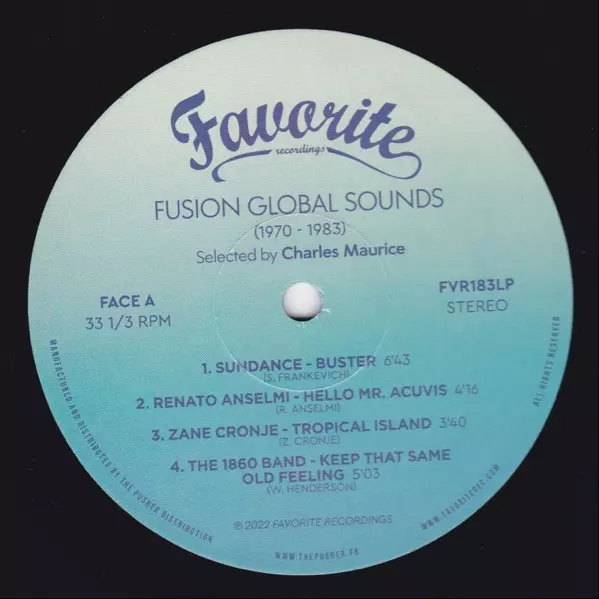 Favorite
recordings
FUSION GLOBAL SOUNDS
(1970 - 1983)
Selected by Charles Maurice
FACE A
33 1/3 RPM
FVR183LP
STEREO
1. SUNDANCE - BUSTER 6'43
(S. FRANKEVICH)
2. RENATO ANSELMI - HELLO MR. ACUVIS 4'16
(R. ANSELMI)
3. ZANE CRONJE - TROPICAL ISLAND 3'40
(Z. CRONJE)
4. THE 1860 BAND - KEEP THAT SAME
OLD FEELING 5'03
(W. HENDERSON)
℗ 2022 FAVORITE RECORDINGS
MANUFACTURED AND DISTRIBUTED BY THE PUSHER DISTRIBUTION
WWW.THEPUSHER.FR
WWW.FAVORITEREC.COM
ALL RIGHTS RESERVED